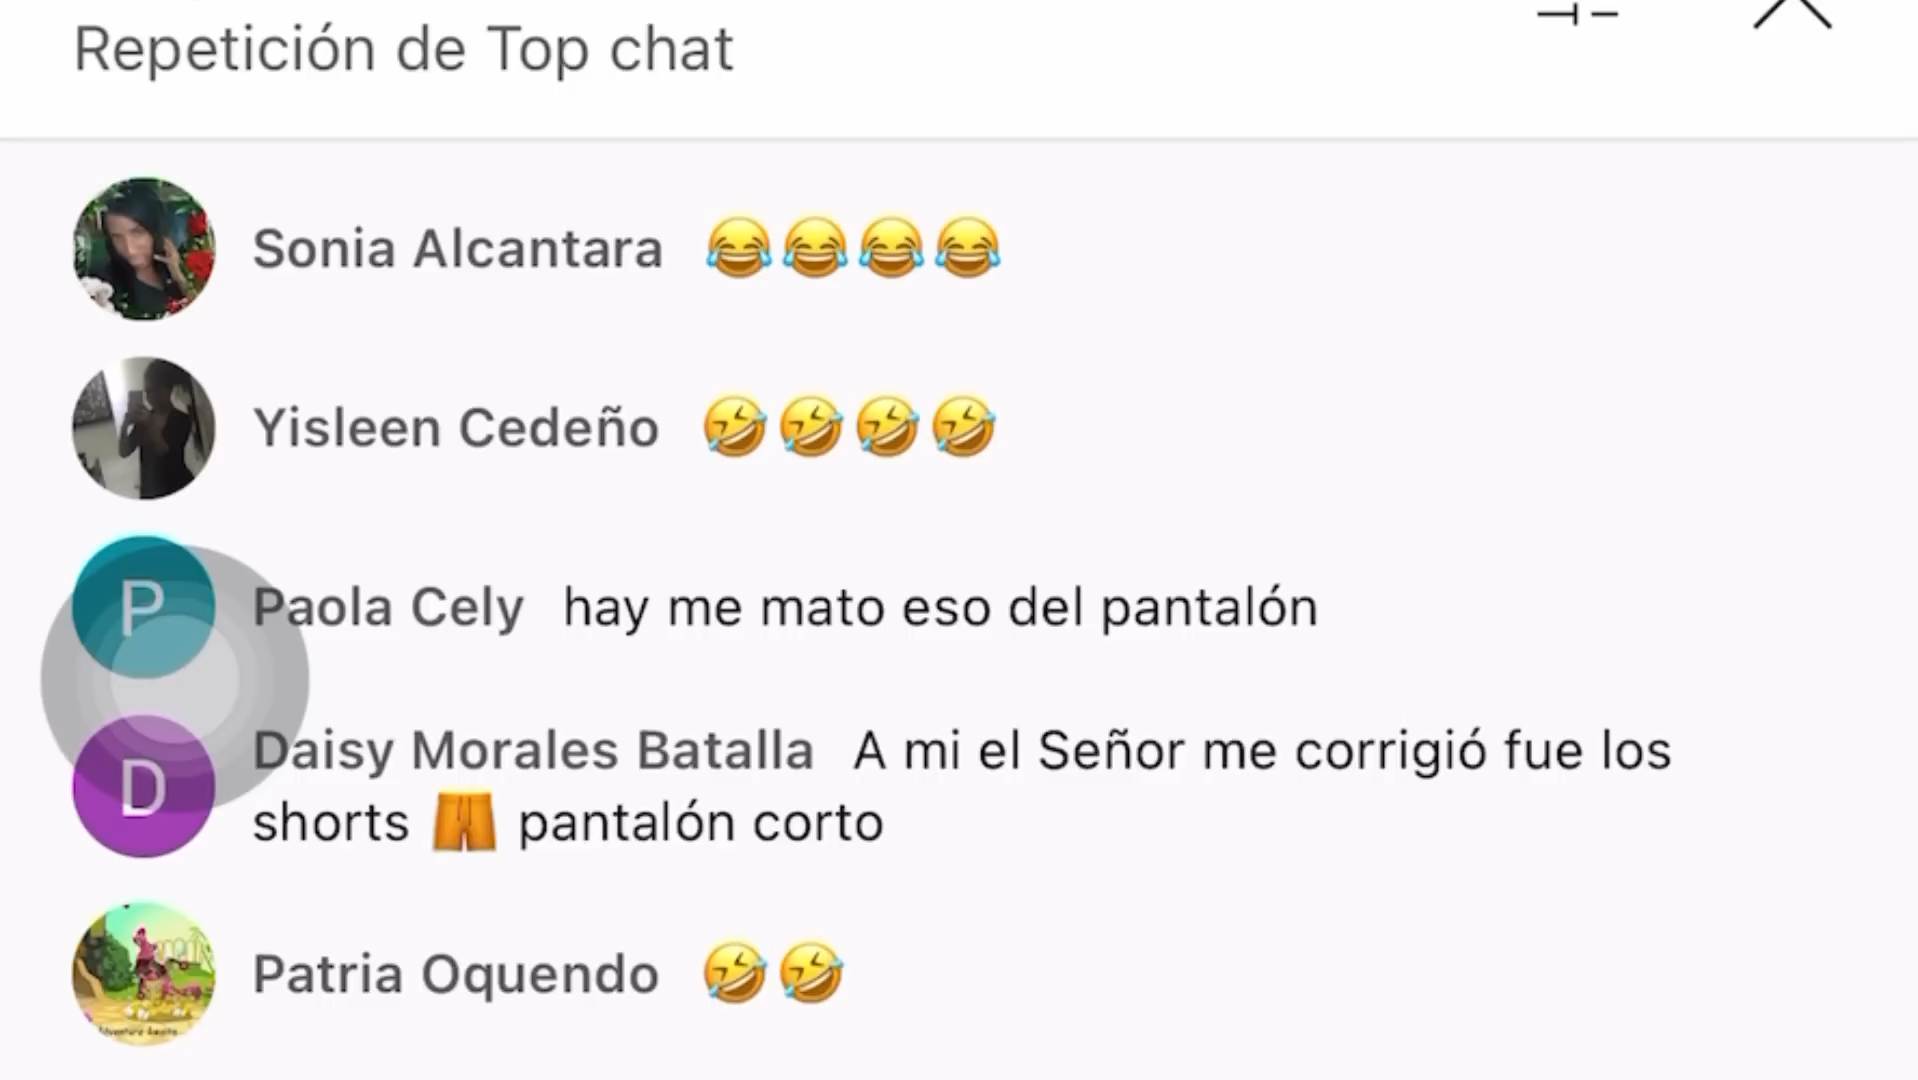 Repetición de Top chat
Sonia Alcantara 😂😂😂😂
Yisleen Cedeño 🤣🤣🤣🤣
P Paola Cely hay me mato eso del pantalón
D Daisy Morales Batalla A mi el Señor me corrigió fue los
shorts 🩳 pantalón corto
Patria Oquendo 🤣🤣